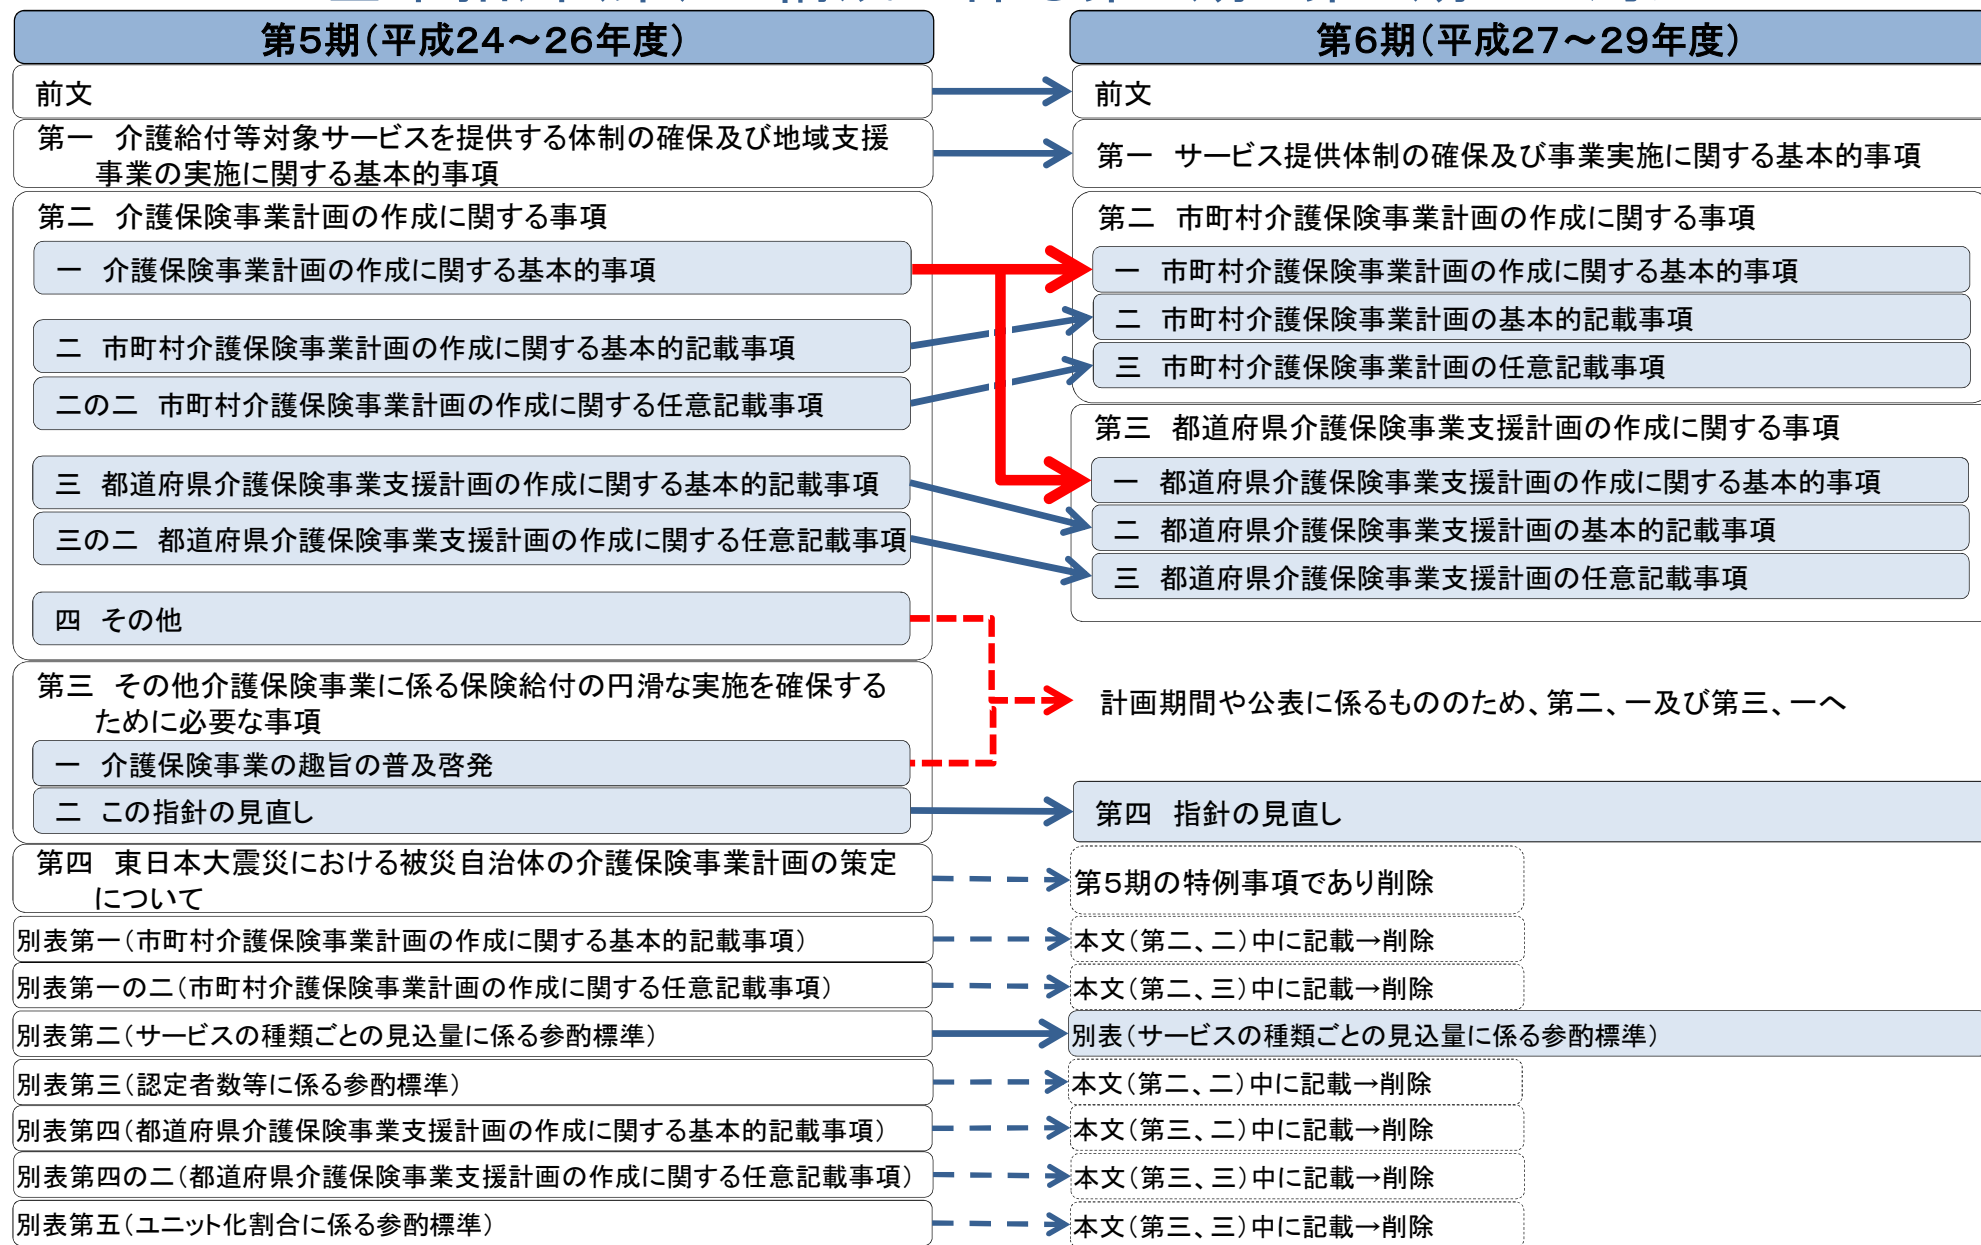 第5期（平成24～26年度）
前文
第一　介護給付等対象サービスを提供する体制の確保及び地域支援
事業の実施に関する基本的事項
第二　介護保険事業計画の作成に関する事項
一　介護保険事業計画の作成に関する基本的事項
二　市町村介護保険事業計画の作成に関する基本的記載事項
二の二　市町村介護保険事業計画の作成に関する任意記載事項
三　都道府県介護保険事業支援計画の作成に関する基本的記載事項
三の二　都道府県介護保険事業支援計画の作成に関する任意記載事項
四　その他
第三　その他介護保険事業に係る保険給付の円滑な実施を確保する
ために必要な事項
一　介護保険事業の趣旨の普及啓発
二　この指針の見直し
第四　東日本大震災における被災自治体の介護保険事業計画の策定
について
別表第一（市町村介護保険事業計画の作成に関する基本的記載事項）
別表第一の二（市町村介護保険事業計画の作成に関する任意記載事項）
別表第二（サービスの種類ごとの見込量に係る参酌標準）
別表第三（認定者数等に係る参酌標準）
別表第四（都道府県介護保険事業支援計画の作成に関する基本的記載事項）
別表第四の二（都道府県介護保険事業支援計画の作成に関する任意記載事項）
別表第五（ユニット化割合に係る参酌標準）
第6期（平成27～29年度）
前文
第一　サービス提供体制の確保及び事業実施に関する基本的事項
第二　市町村介護保険事業計画の作成に関する事項
一　市町村介護保険事業計画の作成に関する基本的事項
二　市町村介護保険事業計画の基本的記載事項
三　市町村介護保険事業計画の任意記載事項
第三　都道府県介護保険事業支援計画の作成に関する事項
一　都道府県介護保険事業支援計画の作成に関する基本的事項
二　都道府県介護保険事業支援計画の基本的記載事項
三　都道府県介護保険事業支援計画の任意記載事項
計画期間や公表に係るもののため、第二、一及び第三、一へ
第四　指針の見直し
第5期の特例事項であり削除
本文（第二、二）中に記載→削除
本文（第二、三）中に記載→削除
別表（サービスの種類ごとの見込量に係る参酌標準）
本文（第二、二）中に記載→削除
本文（第三、二）中に記載→削除
本文（第三、三）中に記載→削除
本文（第三、三）中に記載→削除